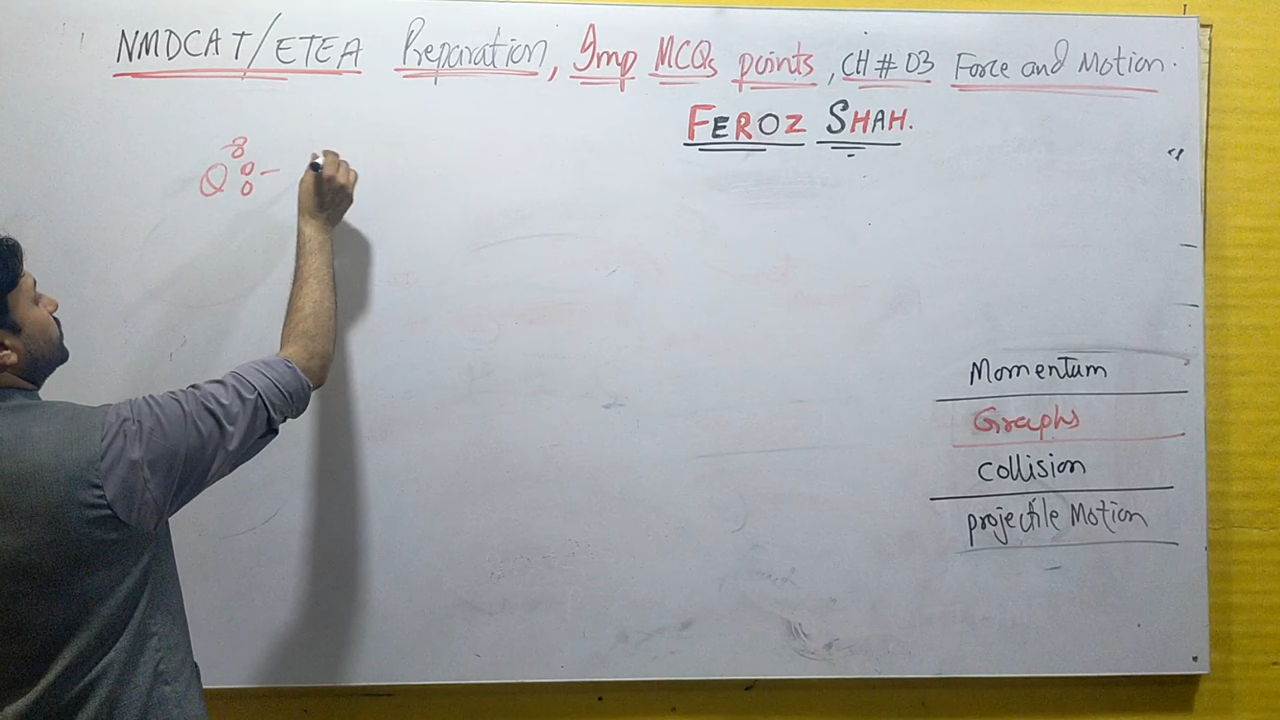 NMDCAT/ETEA Preparation, Imp MCQs points, CH # 03 Force and Motion.
FEROZ SHAH.
8
Q :-
Momentum
Graphs
Collision
projectile Motion